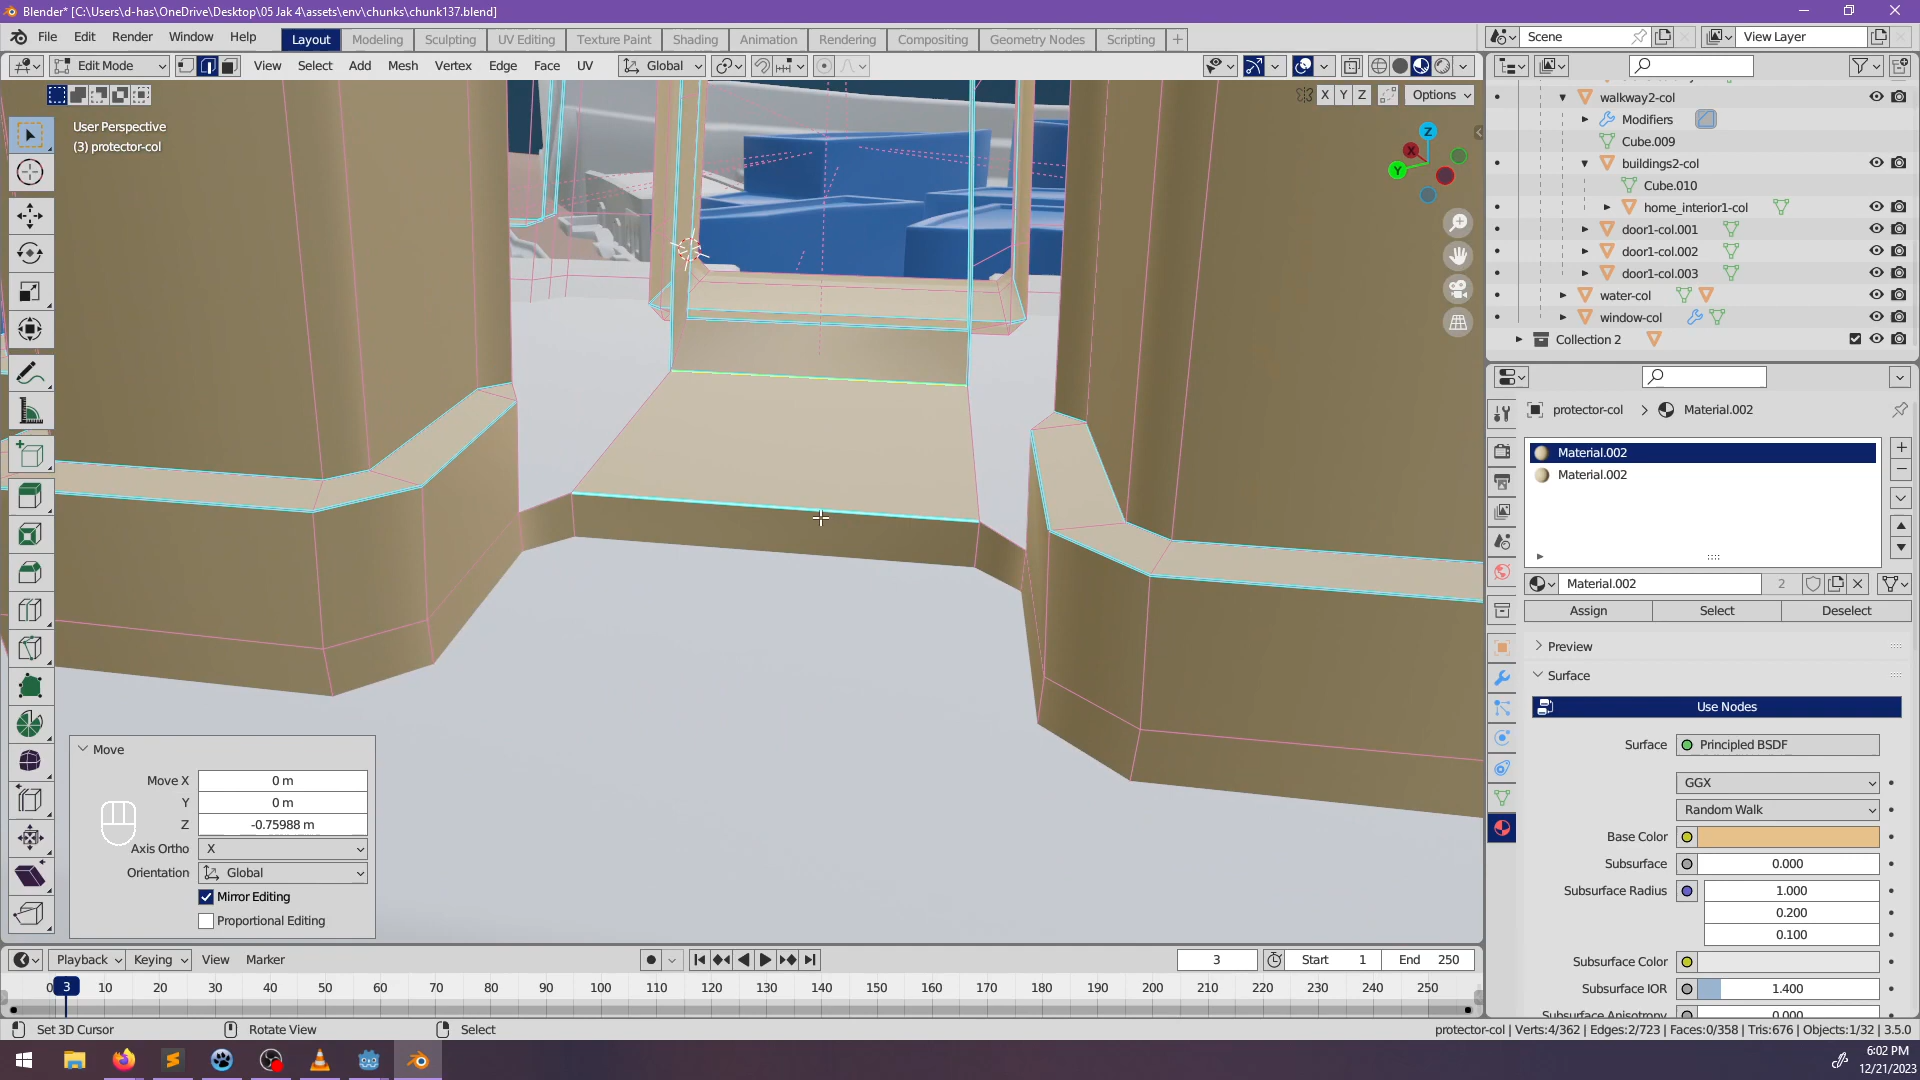 Blender* [C:\Users\d-has\OneDrive\Desktop\05 Jak 4\assets\env\chunks\chunk137.blend]
File Edit Render Window Help Layout Modeling Sculpting UV Editing Texture Paint Shading Animation Rendering Compositing Geometry Nodes Scripting + Scene View Layer
Edit Mode View Select Add Mesh Vertex Edge Face UV Global
X Y Z Options
User Perspective
(3) protector-col
Z
X
Y
walkway2-col
Modifiers
Cube.009
buildings2-col
Cube.010
home_interior1-col
door1-col.001
door1-col.002
door1-col.003
water-col
window-col
Collection 2
protector-col > Material.002
Material.002
Material.002
Material.002 2
Assign Select Deselect
Preview
Surface
Use Nodes
Surface Principled BSDF
GGX
Random Walk
Base Color
Subsurface 0.000
Subsurface Radius 1.000
0.200
0.100
Subsurface Color
Subsurface IOR 1.400
Subsurface Anisotropy 0.000
Move
Move X 0 m
Y 0 m
Z -0.75988 m
Axis Ortho X
Orientation Global
Mirror Editing
Proportional Editing
Playback Keying View Marker 3 Start 1 End 250
0 3 10 20 30 40 50 60 70 80 90 100 110 120 130 140 150 160 170 180 190 200 210 220 230 240 250
Set 3D Cursor Rotate View Select protector-col | Verts:4/362 | Edges:2/723 | Faces:0/358 | Tris:676 | Objects:1/32 | 3.5.0
6:02 PM
12/21/2023